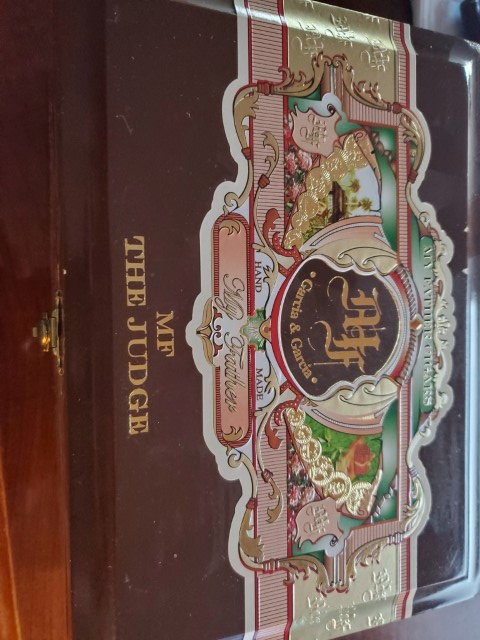 MY FATHER CIGARS
MF
Garcia & Garcia
HAND MADE
My Father
MF
THE JUDGE